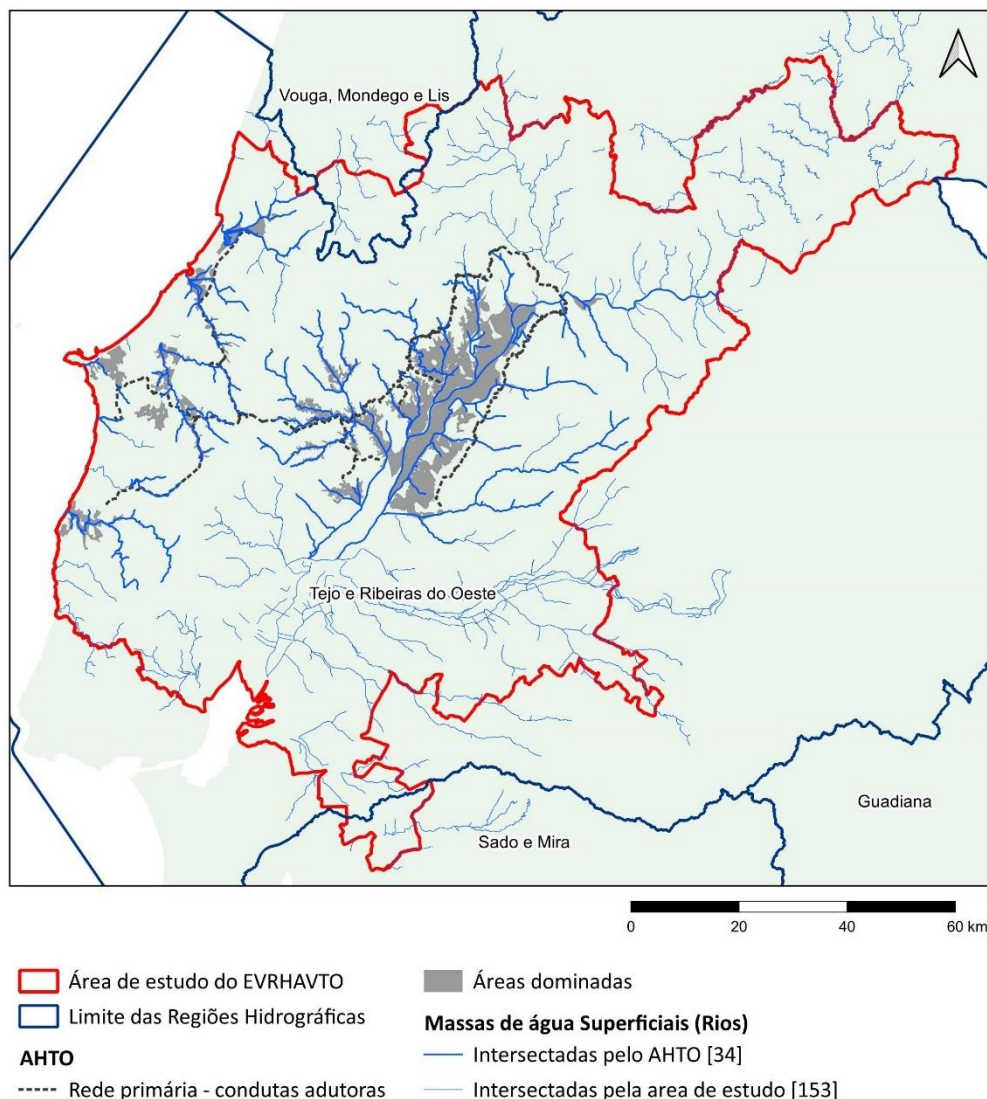 Vouga, Mondego e Lis
Tejo e Ribeiras do Oeste
Guadiana
Sado e Mira
0 20 40 60 km
Área de estudo do EVRHAVTO
Limite das Regiões Hidrográficas
AHTO
Rede primária - condutas adutoras
Áreas dominadas
Massas de água Superficiais (Rios)
Intersectadas pelo AHTO [34]
Intersectadas pela area de estudo [153]